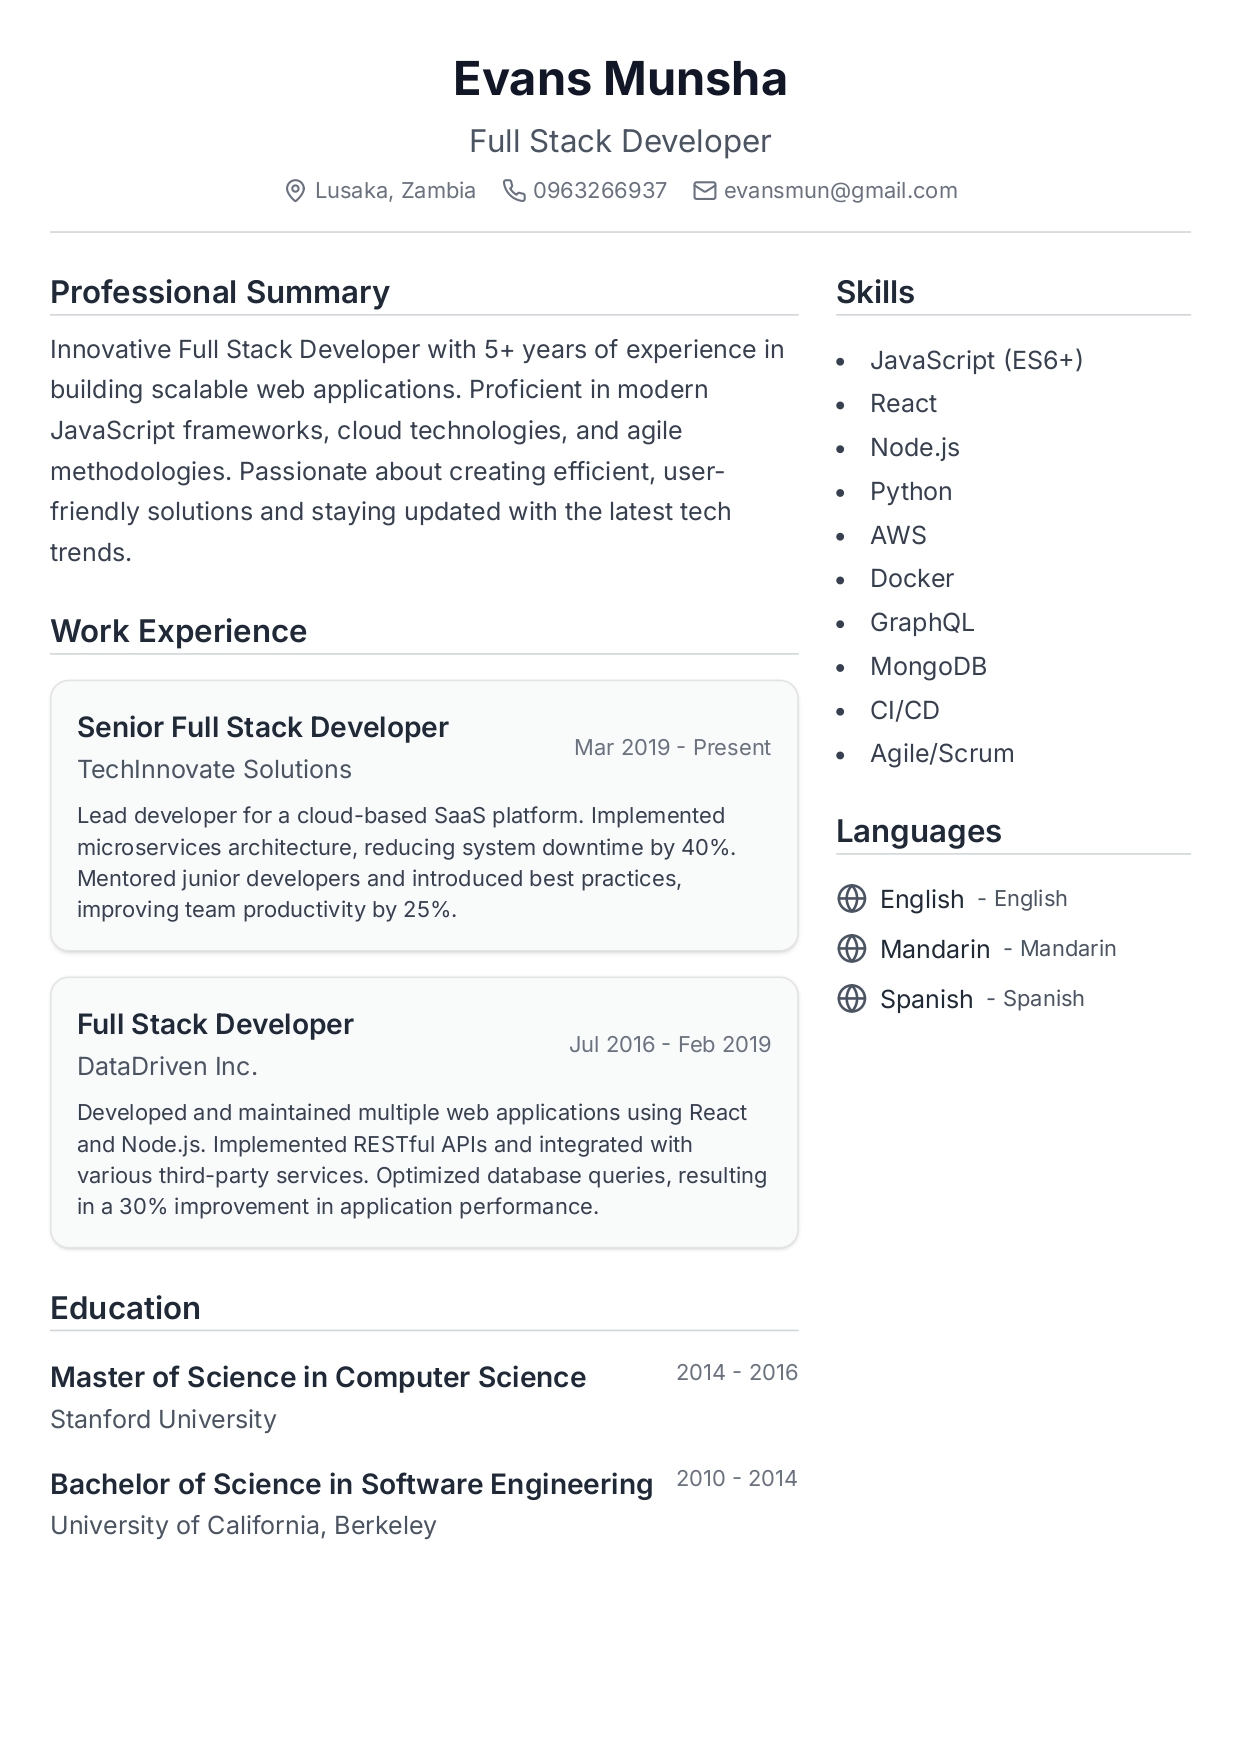 Evans Munsha
Full Stack Developer
Lusaka, Zambia 0963266937 evansmun@gmail.com
Professional Summary
Innovative Full Stack Developer with 5+ years of experience in
building scalable web applications. Proficient in modern
JavaScript frameworks, cloud technologies, and agile
methodologies. Passionate about creating efficient, user-
friendly solutions and staying updated with the latest tech
trends.
Work Experience
Senior Full Stack Developer
TechInnovate Solutions
Mar 2019 - Present
Lead developer for a cloud-based SaaS platform. Implemented
microservices architecture, reducing system downtime by 40%.
Mentored junior developers and introduced best practices,
improving team productivity by 25%.
Full Stack Developer
DataDriven Inc.
Jul 2016 - Feb 2019
Developed and maintained multiple web applications using React
and Node.js. Implemented RESTful APIs and integrated with
various third-party services. Optimized database queries, resulting
in a 30% improvement in application performance.
Education
Master of Science in Computer Science 2014 - 2016
Stanford University
Bachelor of Science in Software Engineering 2010 - 2014
University of California, Berkeley
Skills
• JavaScript (ES6+)
• React
• Node.js
• Python
• AWS
• Docker
• GraphQL
• MongoDB
• CI/CD
• Agile/Scrum
Languages
English - English
Mandarin - Mandarin
Spanish - Spanish